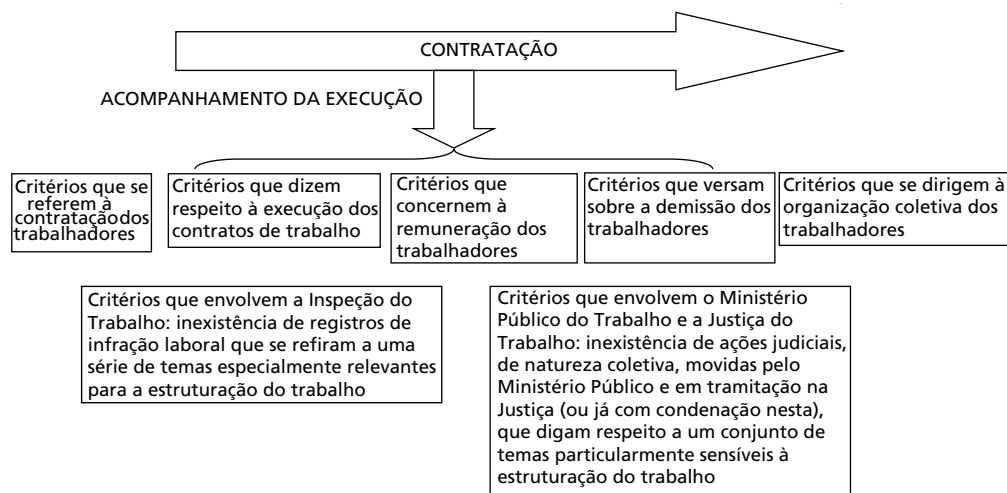 CONTRATAÇÃO
ACOMPANHAMENTO DA EXECUÇÃO
Critérios que se
referem à
contratação dos
trabalhadores
Critérios que dizem
respeito à execução dos
contratos de trabalho
Critérios que
concernem à
remuneração dos
trabalhadores
Critérios que versam
sobre a demissão dos
trabalhadores
Critérios que se dirigem à
organização coletiva dos
trabalhadores
Critérios que envolvem a Inspeção do
Trabalho: inexistência de registros de
infração laboral que se refiram a uma
série de temas especialmente relevantes
para a estruturação do trabalho
Critérios que envolvem o Ministério
Público do Trabalho e a Justiça do
Trabalho: inexistência de ações judiciais,
de natureza coletiva, movidas pelo
Ministério Público e em tramitação na
Justiça (ou já com condenação nesta),
que digam respeito a um conjunto de
temas particularmente sensíveis à
estruturação do trabalho